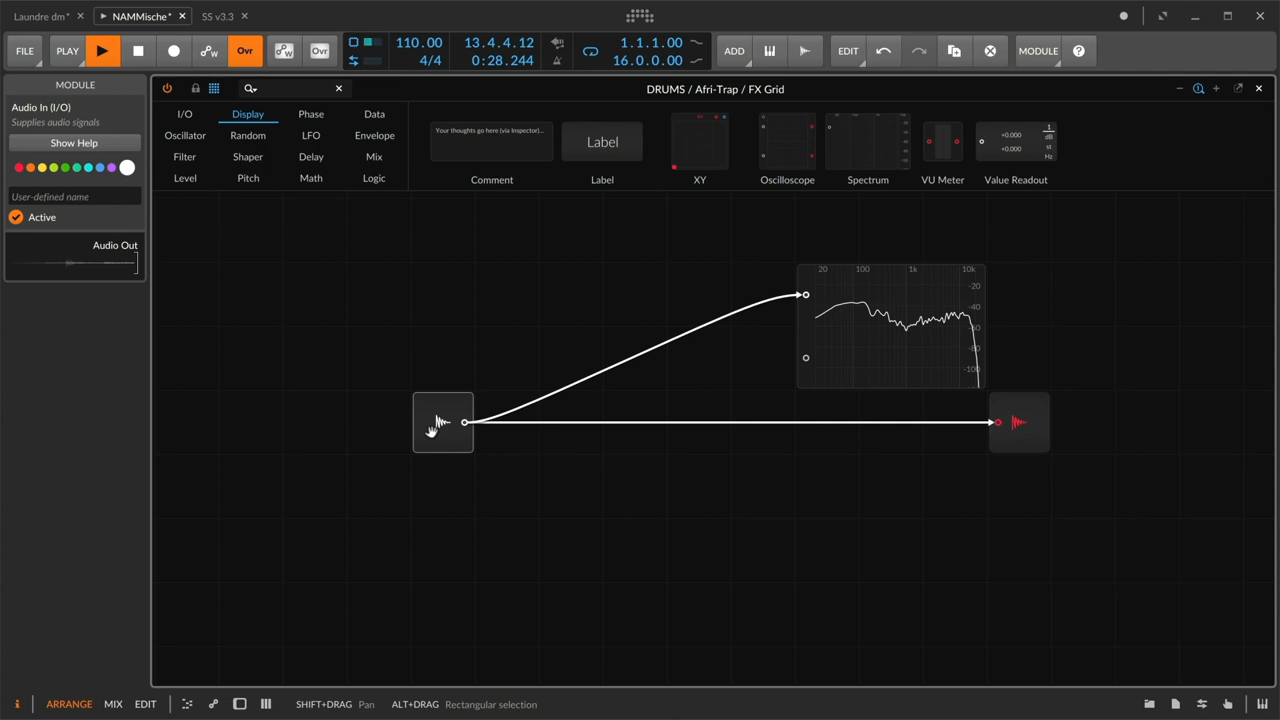 Laundre dm*
NAMMische*
SS v3.3
FILE
PLAY
Ovr
Ovr
110.00
4/4
13.4.4.12
0:28.244
1.1.1.00
16.0.0.00
ADD
EDIT
MODULE
MODULE
DRUMS / Afri-Trap / FX Grid
Audio In (I/O)
Supplies audio signals
Show Help
User-defined name
Active
Audio Out
I/O
Display
Phase
Data
Oscillator
Random
LFO
Envelope
Filter
Shaper
Delay
Mix
Level
Pitch
Math
Logic
Your thoughts go here (via Inspector)...
Comment
Label
Label
XY
Oscilloscope
Spectrum
VU Meter
+0.000
+0.000
1
dB
st
Hz
Value Readout
20
100
1k
10k
-20
-40
-60
-80
-100
ARRANGE
MIX
EDIT
SHIFT+DRAG Pan
ALT+DRAG Rectangular selection